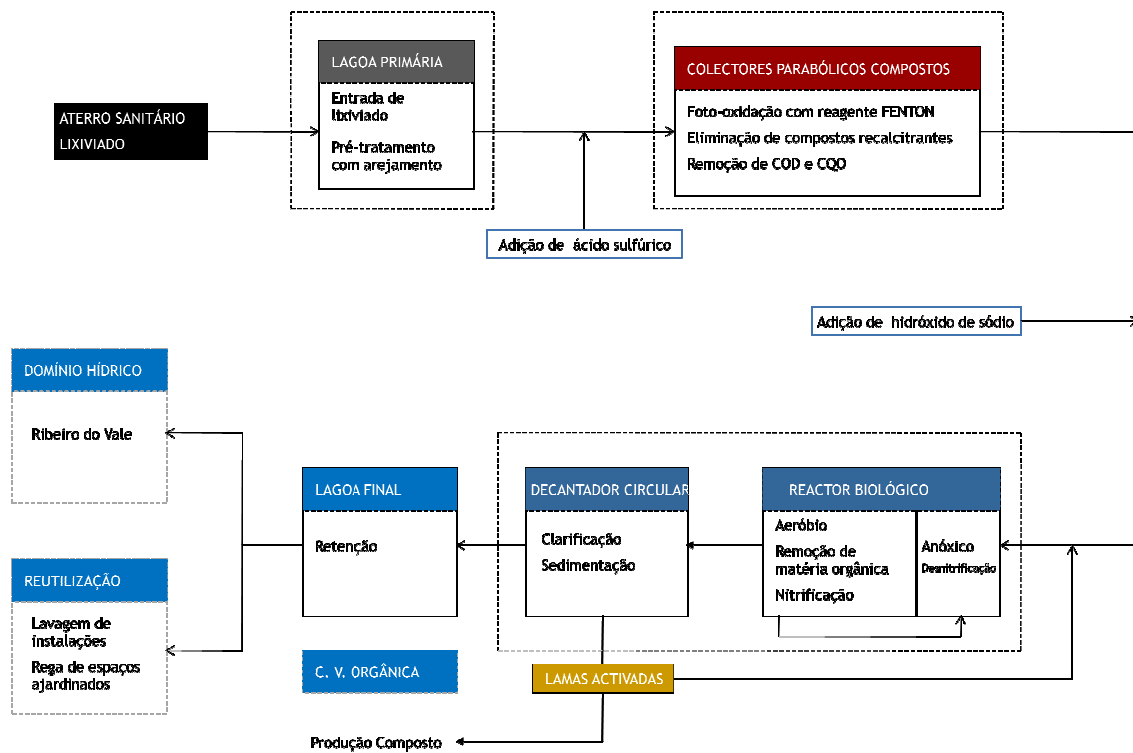 LAGOA PRIMÁRIA
Entrada de
lixiviado
Pré-tratamento
com arejamento
COLECTORES PARABÓLICOS COMPOSTOS
Foto-oxidação com reagente FENTON
Eliminação de compostos recalcitrantes
Remoção de COD e CQO
ATERRO SANITÁRIO
LIXIVIADO
Adição de ácido sulfúrico
Adição de hidróxido de sódio
DOMÍNIO HÍDRICO
Ribeiro do Vale
LAGOA FINAL
Retenção
DECANTADOR CIRCULAR
Clarificação
Sedimentação
REACTOR BIOLÓGICO
Aeróbio
Remoção de
matéria orgânica
Nitrificação
Anóxico
Desnitrificação
REUTILIZAÇÃO
Lavagem de
instalações
Rega de espaços
ajardinados
C. V. ORGÂNICA
LAMAS ACTIVADAS
Produção Composto